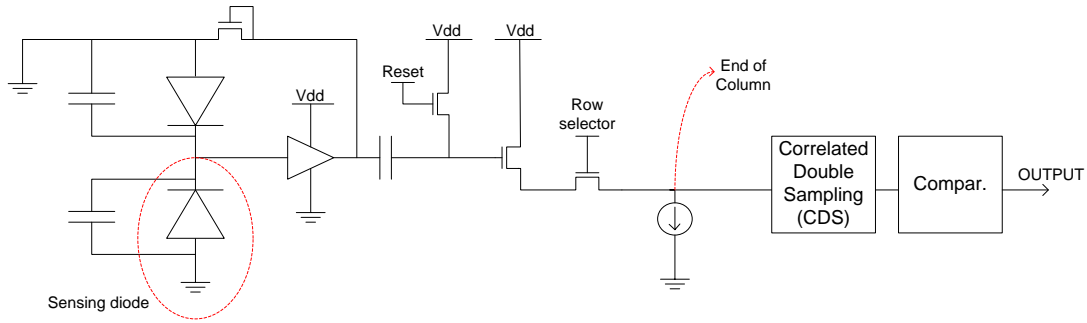 Vdd
Vdd
Reset
Vdd
Row
selector
End of
Column
Correlated
Double
Sampling
(CDS)
Compar.
OUTPUT
Sensing diode